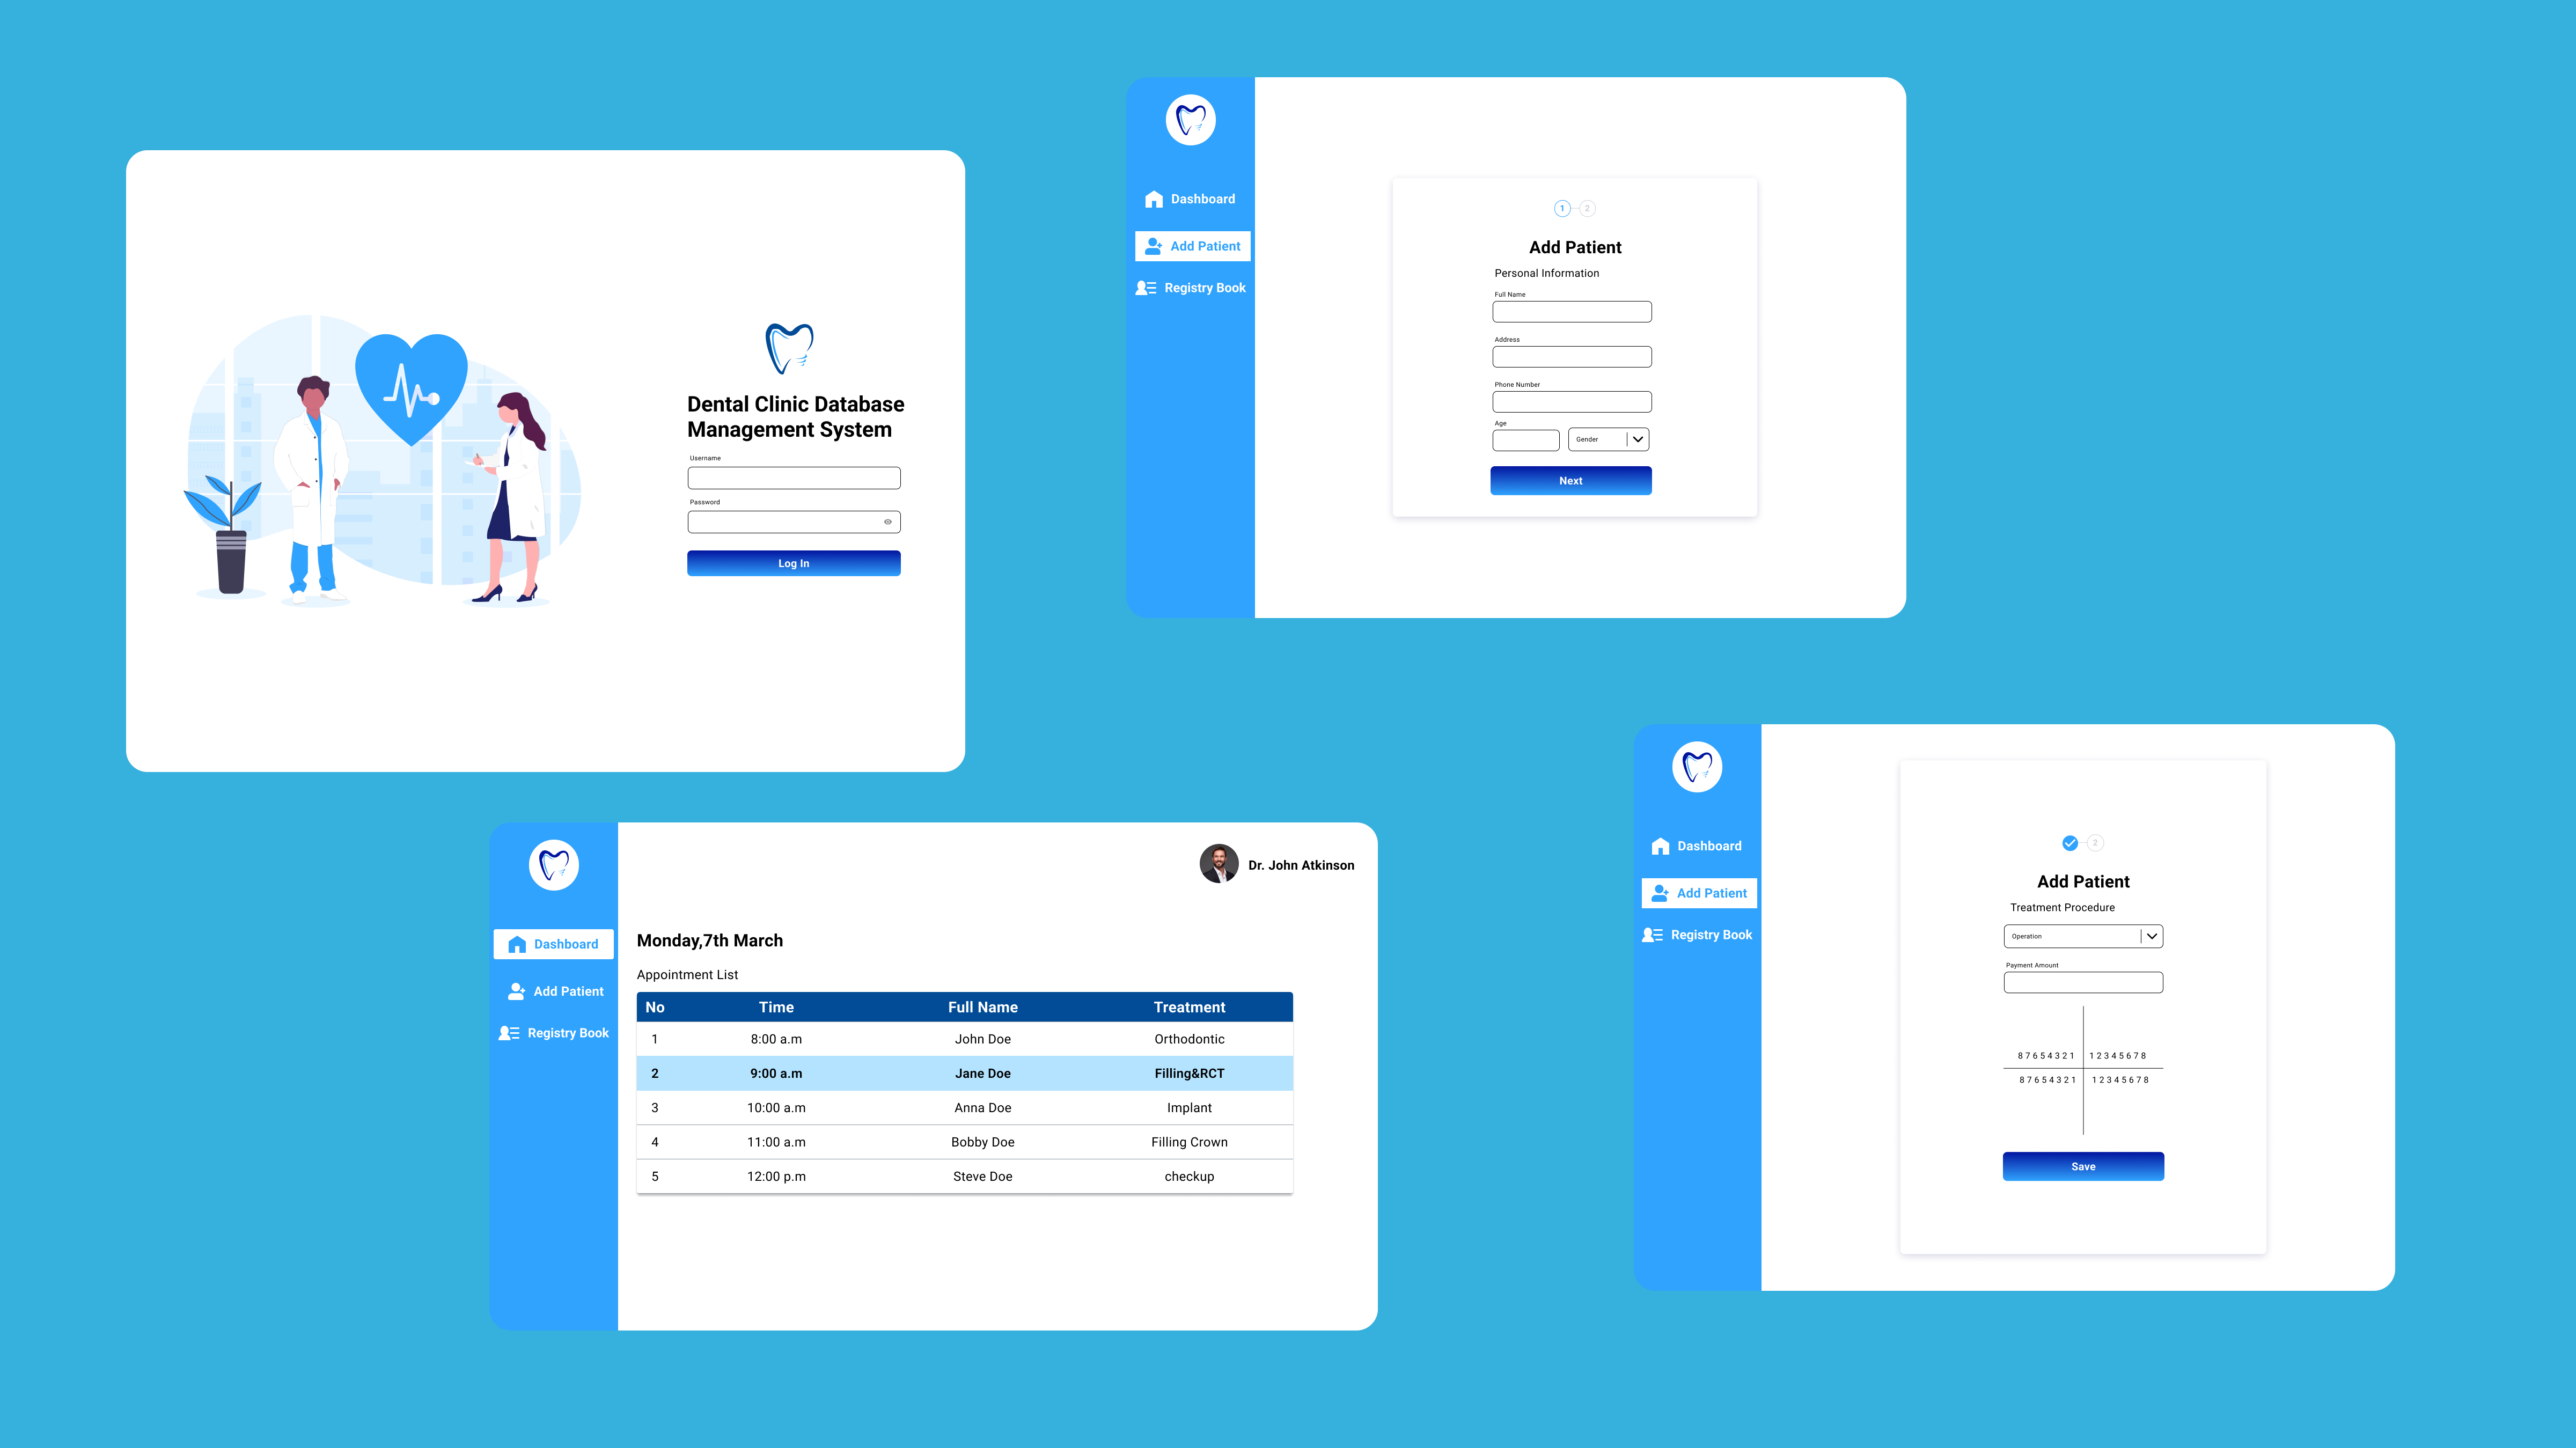 Dental Clinic Database
Management System
Username
Password
Log In
Dashboard
Add Patient
Registry Book
1 2
Add Patient
Personal Information
Full Name
Address
Phone Number
Age
Gender
Next
Dashboard
Add Patient
Registry Book
Dr. John Atkinson
Monday,7th March
Appointment List
No Time Full Name Treatment
1 8:00 a.m John Doe Orthodontic
2 9:00 a.m Jane Doe Filling&RCT
3 10:00 a.m Anna Doe Implant
4 11:00 a.m Bobby Doe Filling Crown
5 12:00 p.m Steve Doe checkup
Dashboard
Add Patient
Registry Book
2
Add Patient
Treatment Procedure
Operation
Payment Amount
8 7 6 5 4 3 2 1 1 2 3 4 5 6 7 8
8 7 6 5 4 3 2 1 1 2 3 4 5 6 7 8
Save